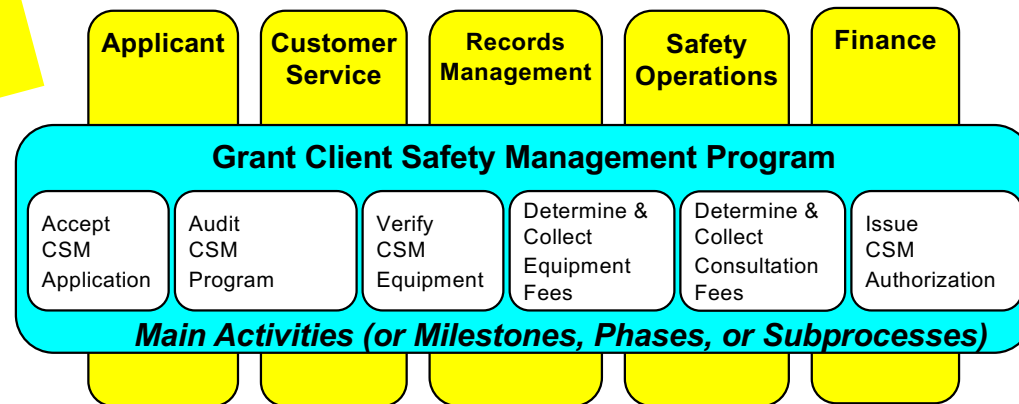 Applicant
Customer
Service
Records
Management
Safety
Operations
Finance
Grant Client Safety Management Program
Accept
CSM
Application
Audit
CSM
Program
Verify
CSM
Equipment
Determine &
Collect
Equipment
Fees
Determine &
Collect
Consultation
Fees
Issue
CSM
Authorization
Main Activities (or Milestones, Phases, or Subprocesses)